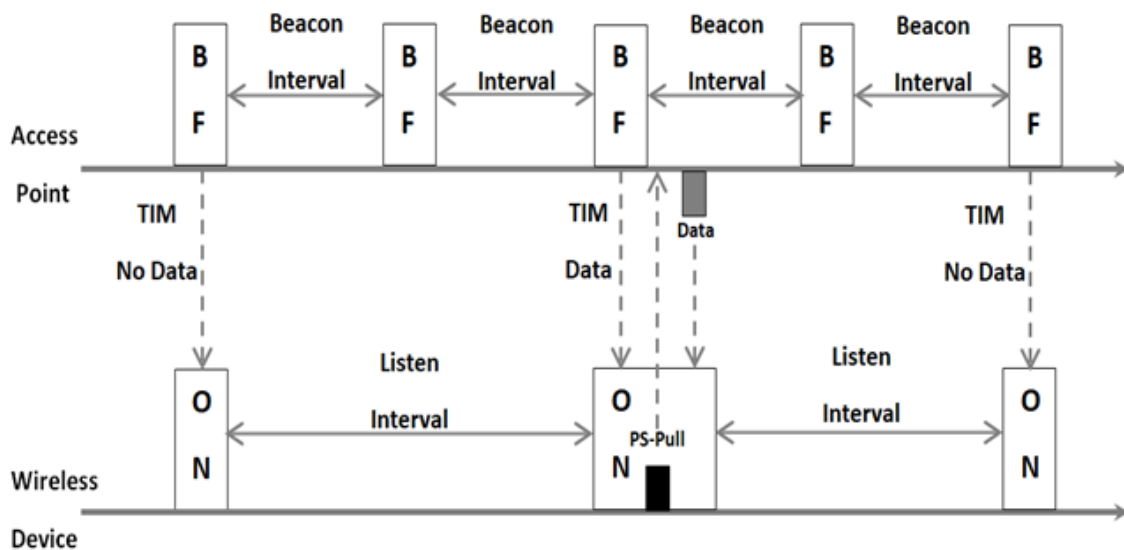 Beacon Beacon Beacon Beacon
B B B B B
Interval Interval Interval Interval
F F F F F
Access
Point
TIM TIM Data TIM
No Data Data No Data
Listen Listen
O O O
Interval PS-Pull Interval
N N N
Wireless
Device